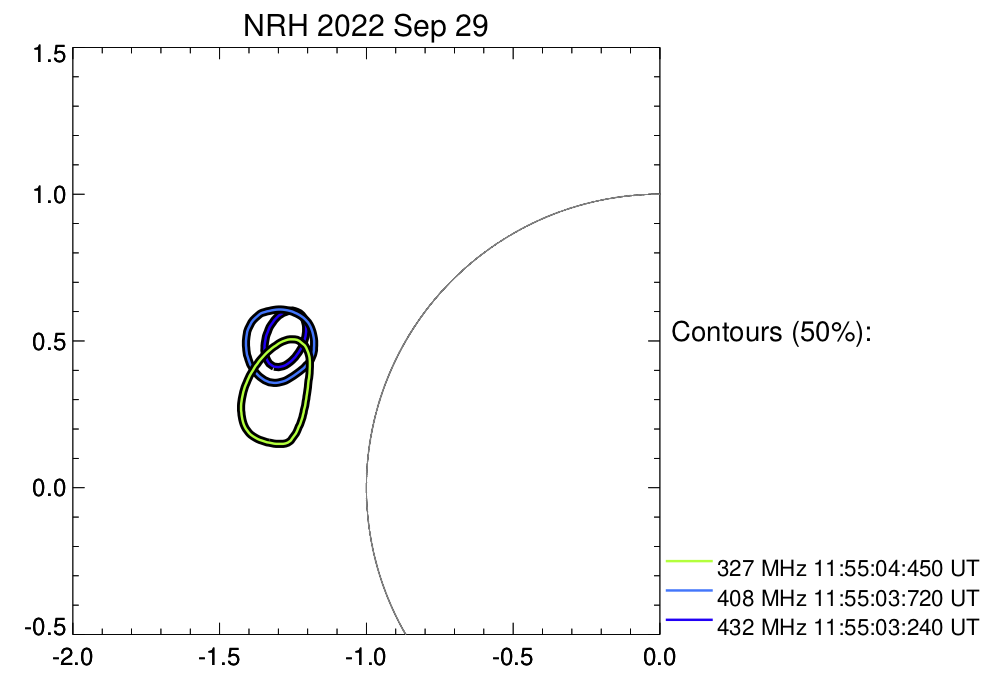 NRH 2022 Sep 29
1.5
1.0
0.5
0.0
-0.5
-2.0 -1.5 -1.0 -0.5 0.0
Contours (50%):
327 MHz 11:55:04:450 UT
408 MHz 11:55:03:720 UT
432 MHz 11:55:03:240 UT